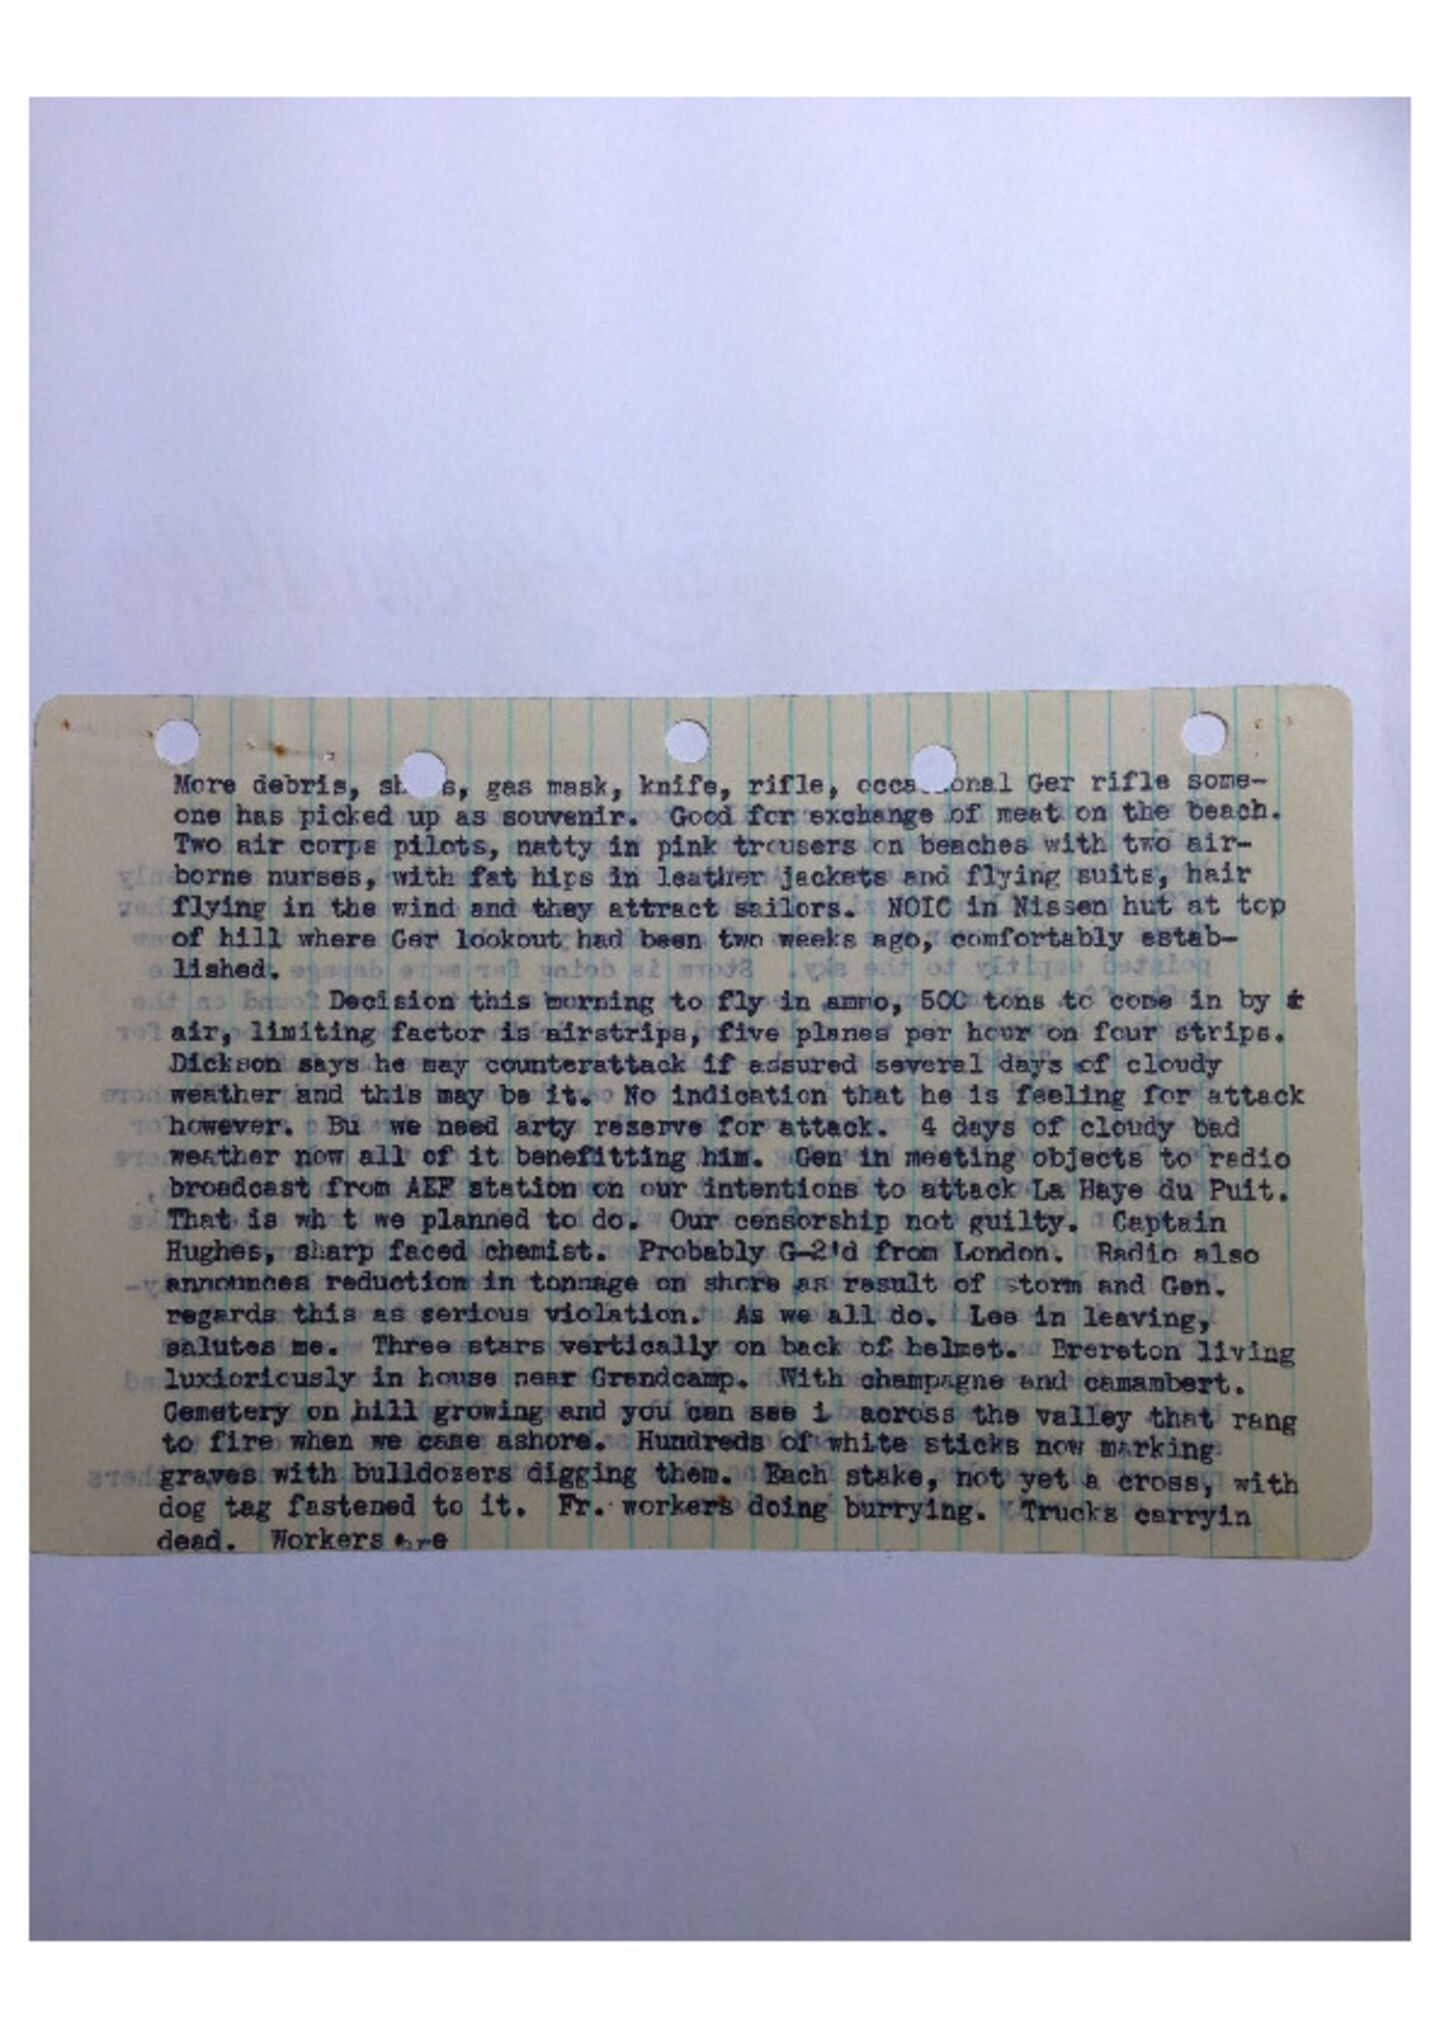 More debris, sh s, gas mask, knife, rifle, occa onal Ger rifle some-
one has picked up as souvenir. Good for exchange of meat on the beach.
Two air corps pilots, natty in pink trousers on beaches with two air-
borne nurses, with fat hips in leather jackets and flying suits, hair
flying in the wind and they attract sailors. NOIC in Nissen hut at top
of hill where Ger lookout had been two weeks ago, comfortably estab-
lished.
Decision this morning to fly in ammo, 500 tons to come in by
air, limiting factor is airstrips, five planes per hour on four strips.
Dickson says he may counterattack if assured several days of cloudy
weather and this may be it. No indication that he is feeling for attack
however. Bu we need arty reserve for attack. 4 days of cloudy bad
weather now all of it benefitting him. Gen in meeting objects to radio
broadcast from AEF station on our intentions to attack La Haye du Puit.
That is wh t we planned to do. Our censorship not guilty. Captain
Hughes, sharp faced chemist. Probably G-2'd from London. Radio also
announces reduction in tonnage on shore as result of storm and Gen.
regards this as serious violation. As we all do. Lee in leaving,
salutes me. Three stars vertically on back of helmet. Brereton living
luxioriously in house near Grandcamp. With champagne and camambert.
Cemetery on hill growing and you can see i across the valley that rang
to fire when we came ashore. Hundreds of white sticks now marking
graves with bulldozers digging them. Each stake, not yet a cross, with
dog tag fastened to it. Fr. workers doing burrying. Trucks carryin
dead. Workers are